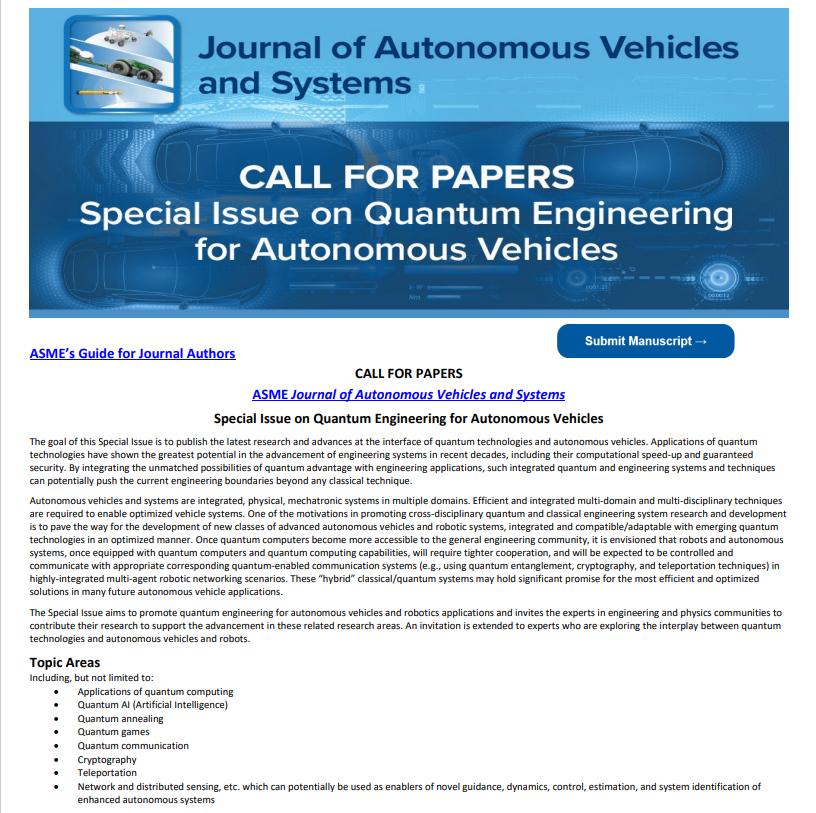 Journal of Autonomous Vehicles
and Systems
CALL FOR PAPERS
Special Issue on Quantum Engineering
for Autonomous Vehicles
Submit Manuscript →
ASME's Guide for Journal Authors
CALL FOR PAPERS
ASME Journal of Autonomous Vehicles and Systems
Special Issue on Quantum Engineering for Autonomous Vehicles
The goal of this Special Issue is to publish the latest research and advances at the interface of quantum technologies and autonomous vehicles. Applications of quantum
technologies have shown the greatest potential in the advancement of engineering systems in recent decades, including their computational speed-up and guaranteed
security. By integrating the unmatched possibilities of quantum advantage with engineering applications, such integrated quantum and engineering systems and techniques
can potentially push the current engineering boundaries beyond any classical technique.
Autonomous vehicles and systems are integrated, physical, mechatronic systems in multiple domains. Efficient and integrated multi-domain and multi-disciplinary techniques
are required to enable optimized vehicle systems. One of the motivations in promoting cross-disciplinary quantum and classical engineering system research and development
is to pave the way for the development of new classes of advanced autonomous vehicles and robotic systems, integrated and compatible/adaptable with emerging quantum
technologies in an optimized manner. Once quantum computers become more accessible to the general engineering community, it is envisioned that robots and autonomous
systems, once equipped with quantum computers and quantum computing capabilities, will require tighter cooperation, and will be expected to be controlled and
communicate with appropriate corresponding quantum-enabled communication systems (e.g., using quantum entanglement, cryptography, and teleportation techniques) in
highly-integrated multi-agent robotic networking scenarios. These “hybrid” classical/quantum systems may hold significant promise for the most efficient and optimized
solutions in many future autonomous vehicle applications.
The Special Issue aims to promote quantum engineering for autonomous vehicles and robotics applications and invites the experts in engineering and physics communities to
contribute their research to support the advancement in these related research areas. An invitation is extended to experts who are exploring the interplay between quantum
technologies and autonomous vehicles and robots.
Topic Areas
Including, but not limited to:
• Applications of quantum computing
• Quantum AI (Artificial Intelligence)
• Quantum annealing
• Quantum games
• Quantum communication
• Cryptography
• Teleportation
• Network and distributed sensing, etc. which can potentially be used as enablers of novel guidance, dynamics, control, estimation, and system identification of
enhanced autonomous systems